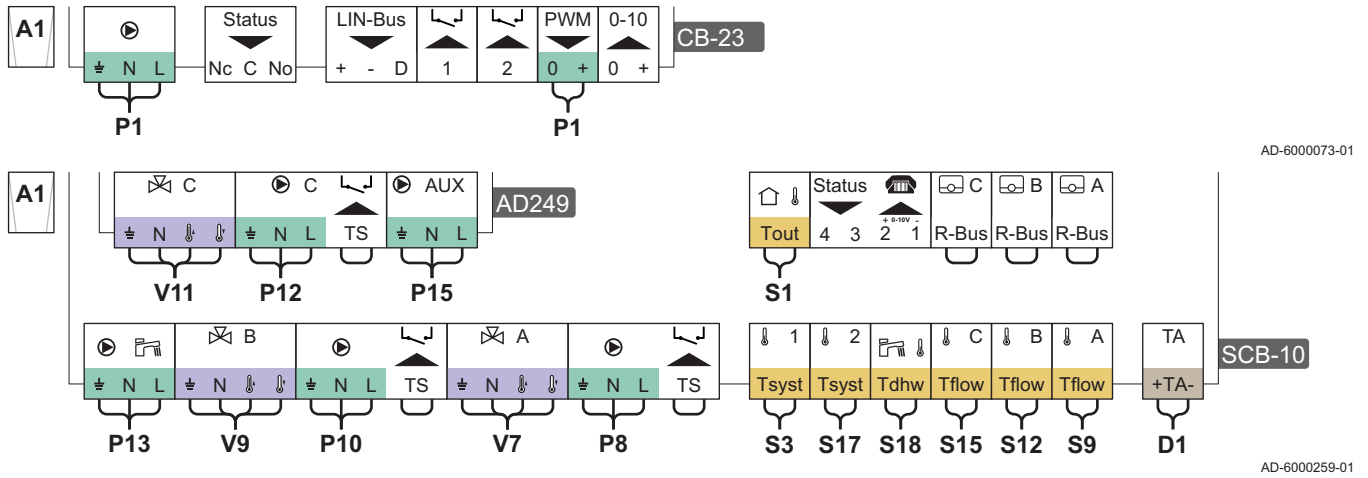 A1
Status
LIN-Bus
PWM
0-10
CB-23
N L
Nc C No
+ - D
1
2
0 +
0 +
P1
P1
AD-6000073-01
A1
C
C
AUX
AD249
Status
C
B
A
+ 0-10V -
N
N L
TS
N L
Tout
4 3
2 1
R-Bus
R-Bus
R-Bus
V11
P12
P15
S1
B
A
1
2
C
B
A
TA
SCB-10
N L
N
N L
TS
N
N L
TS
Tsyst
Tsyst
Tdhw
Tflow
Tflow
Tflow
+TA-
P13
V9
P10
V7
P8
S3
S17
S18
S15
S12
S9
D1
AD-6000259-01